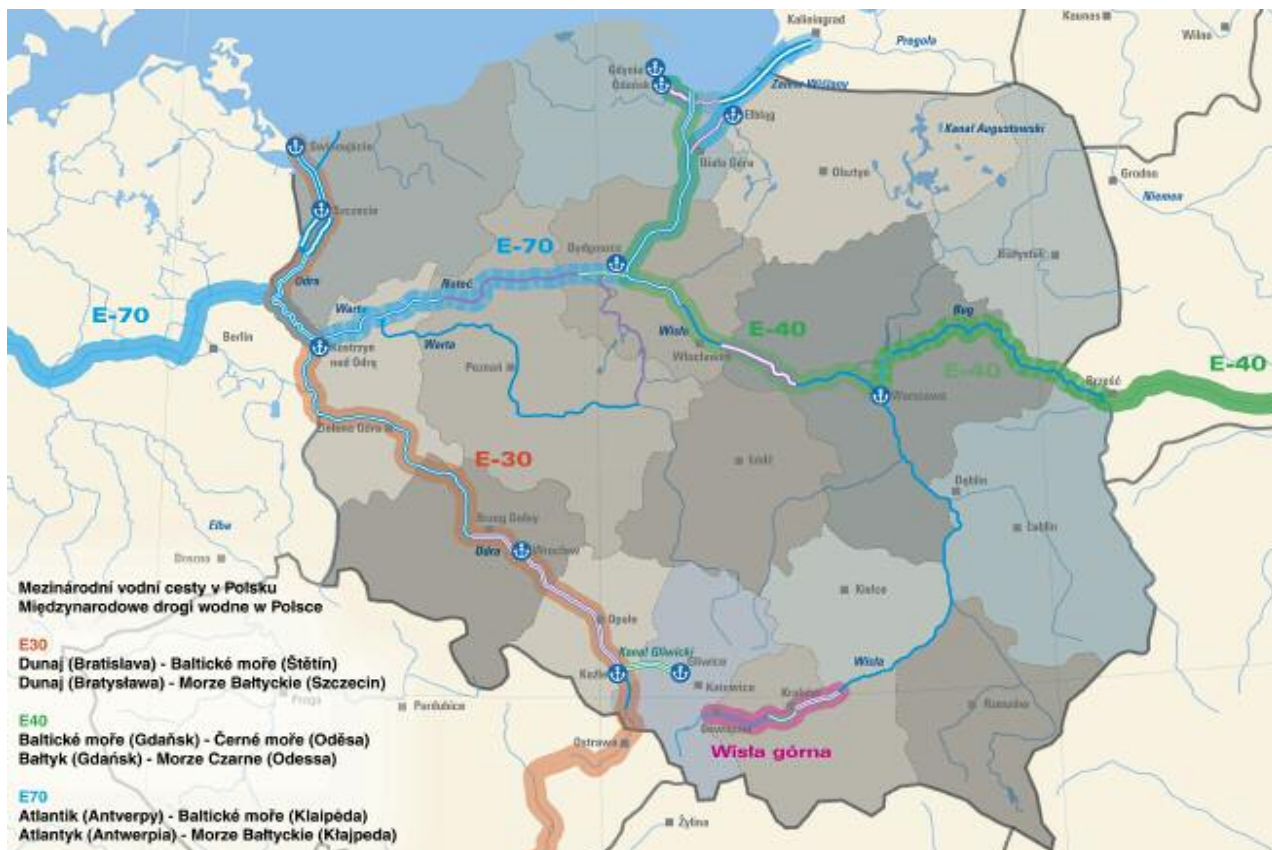 Kaliningrad
Kaunas
Wilno
Pregoła
Gdynia
Gdańsk
Zalew Wiślany
Elbląg
Kanał Augustowski
Świnoujście
Biała Góra
Olsztyn
Grodno
Niemen
Szczecin
E-70
Bydgoszcz
Białystok
Odra
Noteć
Warta
E-70
Berlin
Kostrzyn
nad Odrą
Warta
Wisła
E-40
Bug
Włocławek
Poznań
E-40
E-40
Brześć
Warszawa
Zielona Góra
E-30
Łódź
Dęblin
Lublin
Elba
Brzeg Dolny
Odra
Wrocław
Drezno
Kielce
Opole
Kanał Gliwicki
Gliwice
Wisła
Koźle
Katowice
Kraków
Rzeszów
Praga
Pardubice
Ostrawa
Wisła górna
Żylina
Mezinárodní vodní cesty v Polsku
Międzynarodowe drogi wodne w Polsce
E30
Dunaj (Bratislava) - Baltické moře (Štětín)
Dunaj (Bratysława) - Morze Bałtyckie (Szczecin)
E40
Baltické moře (Gdaňsk) - Černé moře (Oděsa)
Bałtyk (Gdańsk) - Morze Czarne (Odessa)
E70
Atlantik (Antverpy) - Baltické moře (Klaipėda)
Atlantyk (Antwerpia) - Morze Bałtyckie (Kłajpeda)